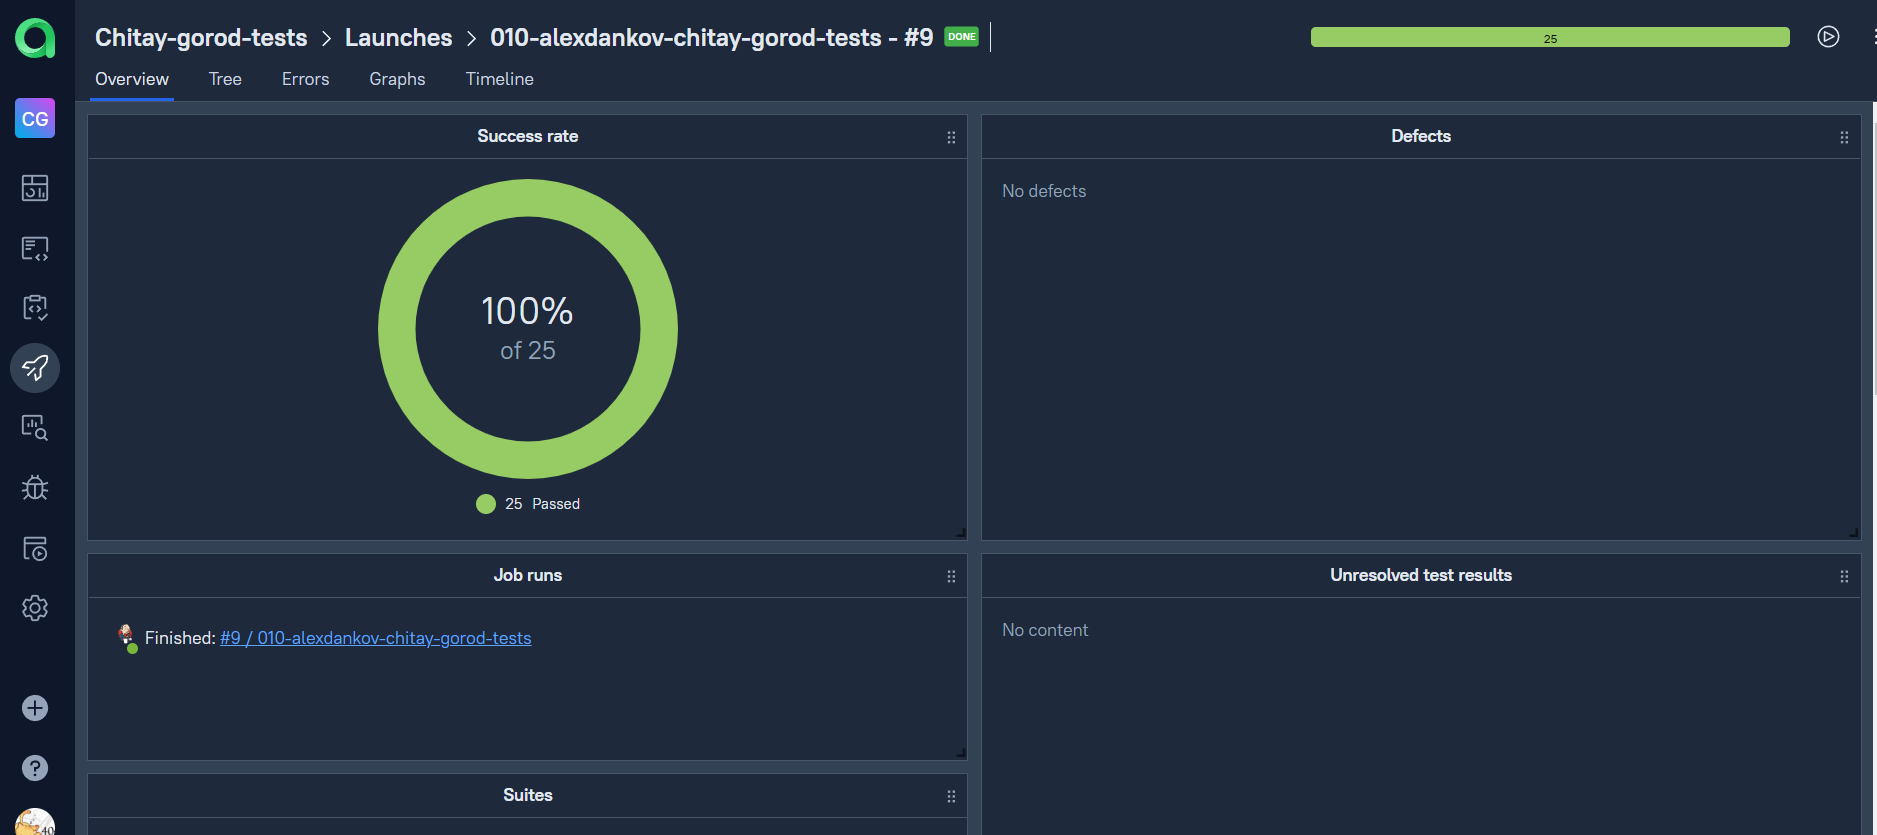 Chitay-gorod-tests > Launches > 010-alexdankov-chitay-gorod-tests - #9 DONE
25
Overview Tree Errors Graphs Timeline
CG
Success rate
100%
of 25
25 Passed
Defects
No defects
Job runs
Finished: #9 / 010-alexdankov-chitay-gorod-tests
Unresolved test results
No content
Suites
?
40